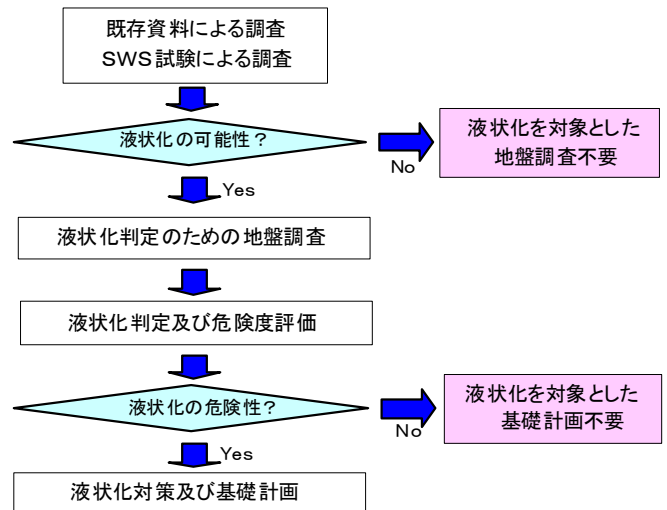 既存資料による調査
SWS試験による調査
液状化の可能性？
No
液状化を対象とした
地盤調査不要
Yes
液状化判定のための地盤調査
液状化判定及び危険度評価
液状化の危険性？
No
液状化を対象とした
基礎計画不要
Yes
液状化対策及び基礎計画